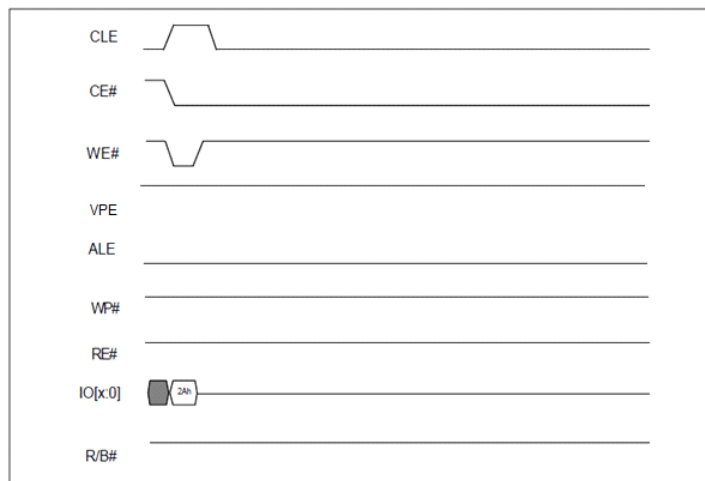 CLE
CE#
WE#
VPE
ALE
WP#
RE#
IO[x:0] 2Ah
R/B#